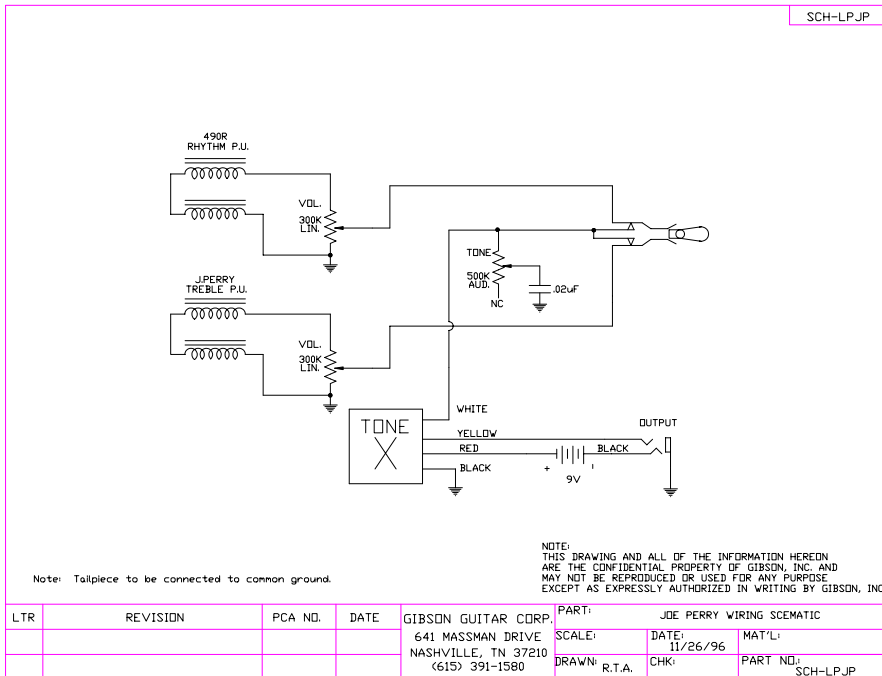 SCH-LPJP
490R
RHYTHM P.U.
VOL.
300K
LIN.
TONE
500K
AUD.
NC
.02uF
J.PERRY
TREBLE P.U.
VOL.
300K
LIN.
TONE
X
WHITE
YELLOW
RED
BLACK
+
9V
-
BLACK
OUTPUT
NOTE:
THIS DRAWING AND ALL OF THE INFORMATION HEREON
ARE THE CONFIDENTIAL PROPERTY OF GIBSON, INC. AND
MAY NOT BE REPRODUCED OR USED FOR ANY PURPOSE
EXCEPT AS EXPRESSLY AUTHORIZED IN WRITING BY GIBSON, INC
Note: Tailpiece to be connected to common ground.
LTR
REVISION
PCA NO.
DATE
GIBSON GUITAR CORP.
641 MASSMAN DRIVE
NASHVILLE, TN 37210
(615) 391-1580
PART:
JOE PERRY WIRING SCEMATIC
SCALE:
DATE:
11/26/96
MAT'L:
DRAWN: R.T.A.
CHK:
PART NO.:
SCH-LPJP